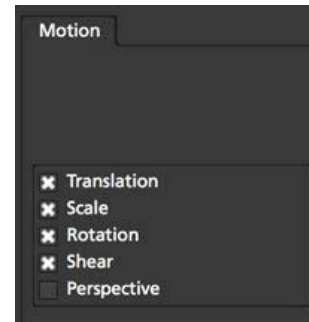 Motion
Translation
Scale
Rotation
Shear
Perspective